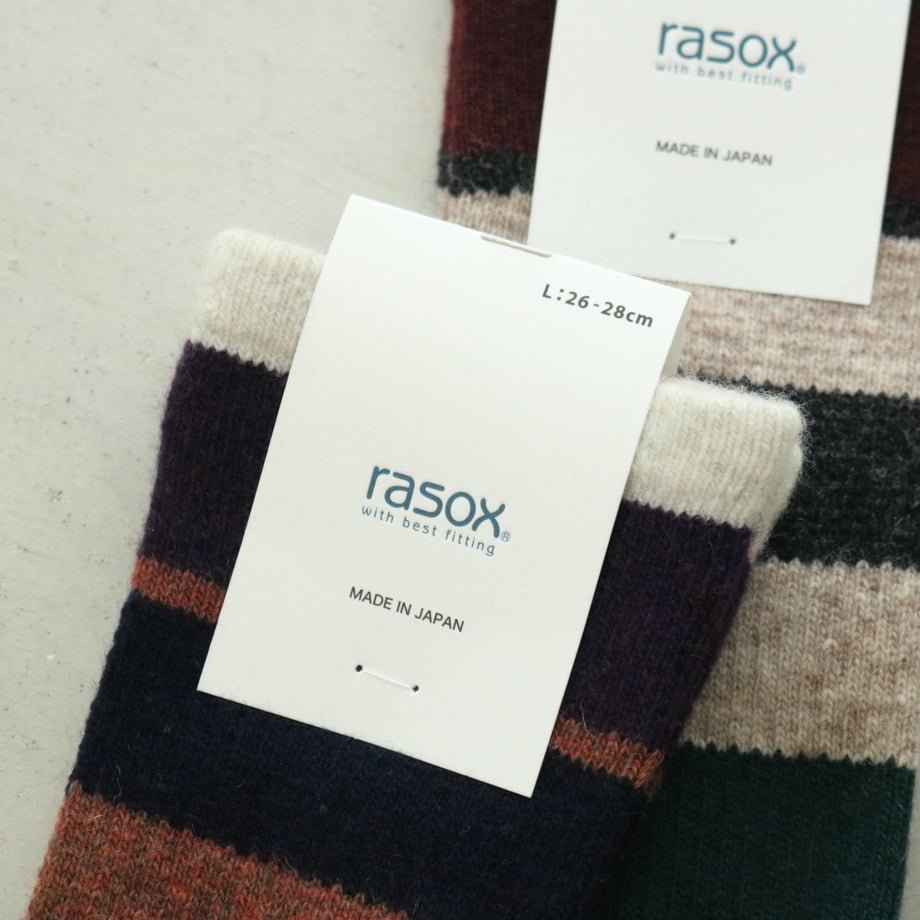 rasox®
with best fitting
MADE IN JAPAN
L:26-28cm
rasox®
with best fitting
MADE IN JAPAN